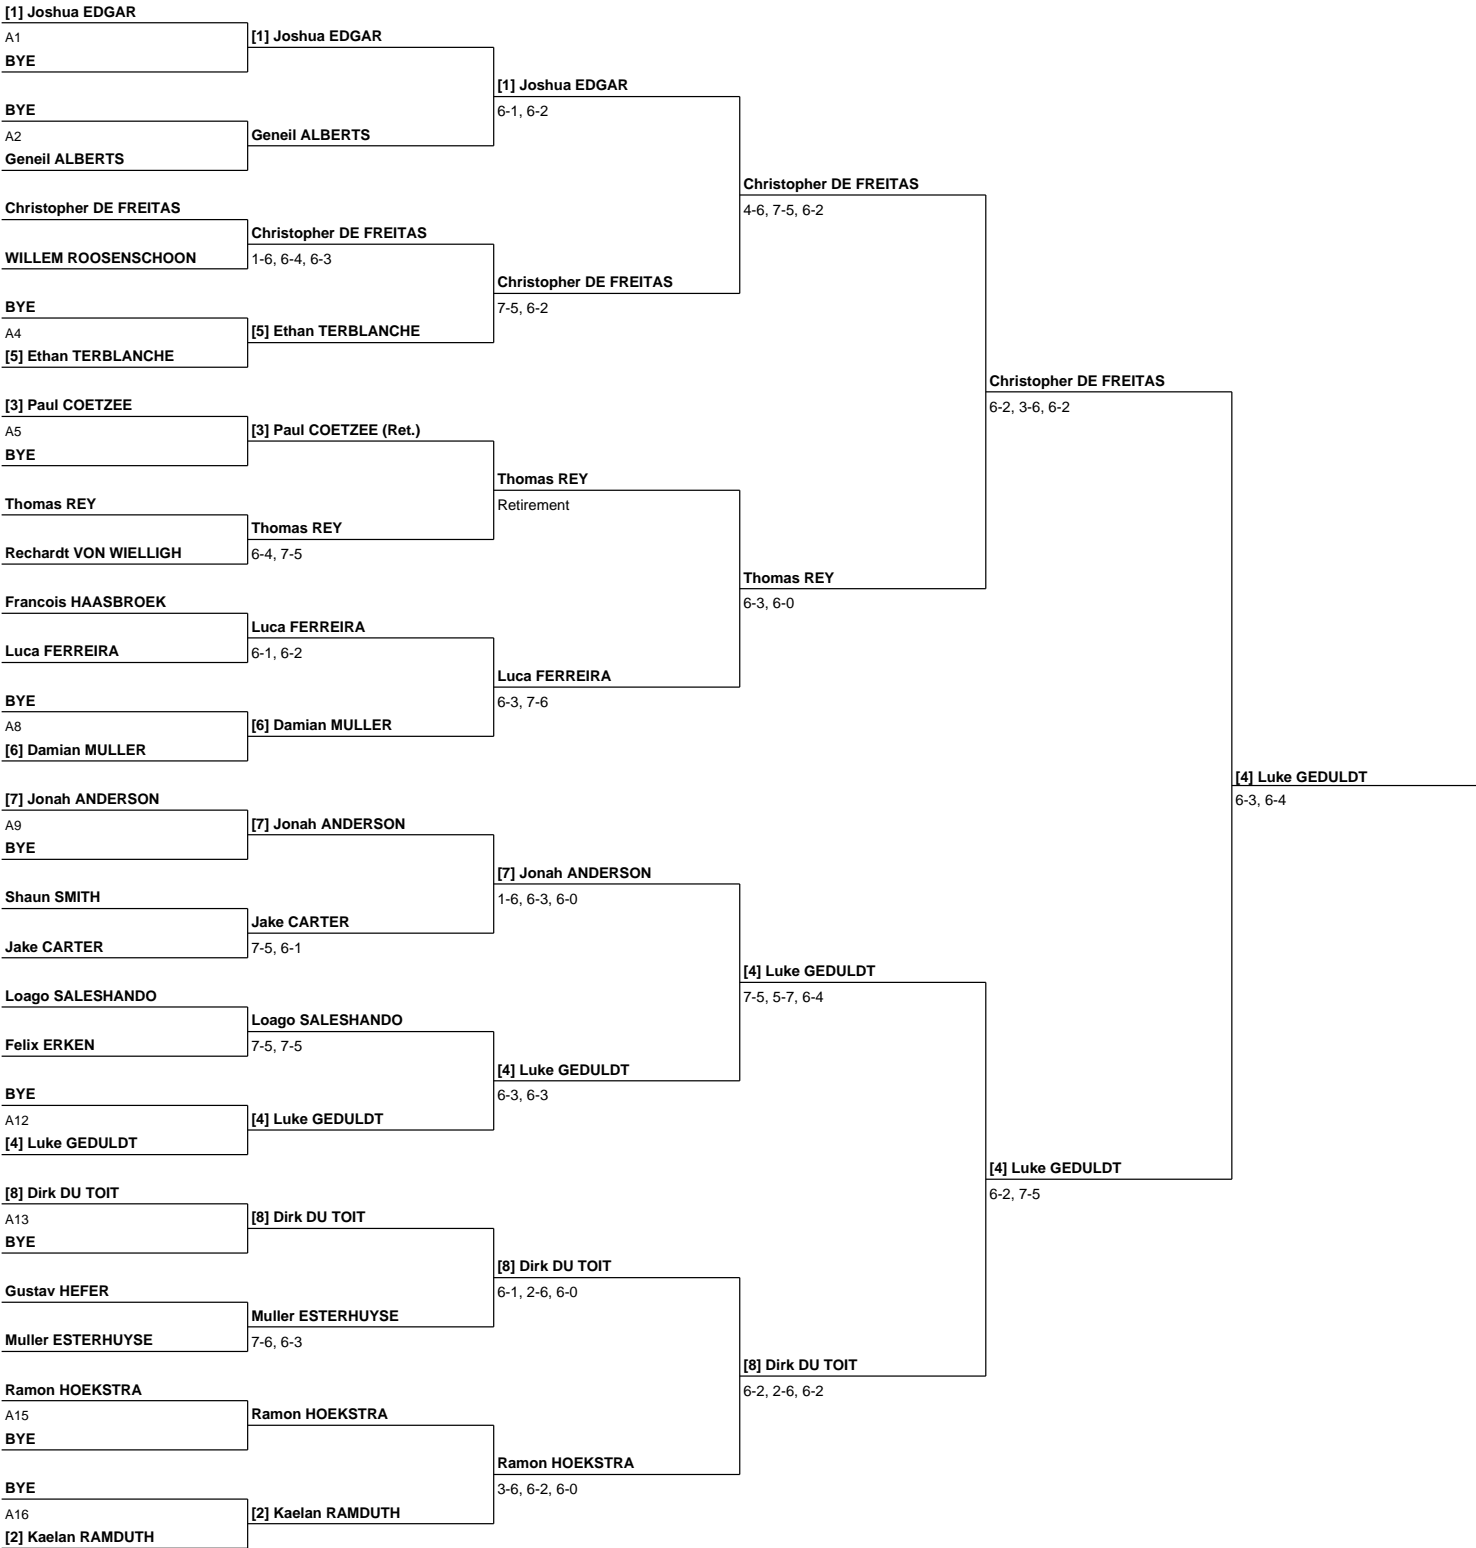 [1] Joshua EDGAR
A1
BYE
BYE
A2
Geneil ALBERTS
Christopher DE FREITAS
WILLEM ROOSENSCHOON
BYE
A4
[5] Ethan TERBLANCHE
[3] Paul COETZEE
A5
BYE
Thomas REY
Rechardt VON WIELLIGH
Francois HAASBROEK
Luca FERREIRA
BYE
A8
[6] Damian MULLER
[7] Jonah ANDERSON
A9
BYE
Shaun SMITH
Jake CARTER
Loago SALESHANDO
Felix ERKEN
BYE
A12
[4] Luke GEDULDT
[8] Dirk DU TOIT
A13
BYE
Gustav HEFER
Muller ESTERHUYSE
Ramon HOEKSTRA
A15
BYE
BYE
A16
[2] Kaelan RAMDUTH
[1] Joshua EDGAR
Geneil ALBERTS
Christopher DE FREITAS
1-6, 6-4, 6-3
[5] Ethan TERBLANCHE
[3] Paul COETZEE (Ret.)
Thomas REY
6-4, 7-5
Luca FERREIRA
6-1, 6-2
[6] Damian MULLER
[7] Jonah ANDERSON
Jake CARTER
7-5, 6-1
Loago SALESHANDO
7-5, 7-5
[4] Luke GEDULDT
[8] Dirk DU TOIT
Muller ESTERHUYSE
7-6, 6-3
Ramon HOEKSTRA
[2] Kaelan RAMDUTH
[1] Joshua EDGAR
6-1, 6-2
Christopher DE FREITAS
7-5, 6-2
Thomas REY
Retirement
Luca FERREIRA
6-3, 7-6
[7] Jonah ANDERSON
1-6, 6-3, 6-0
[4] Luke GEDULDT
6-3, 6-3
[8] Dirk DU TOIT
6-1, 2-6, 6-0
Ramon HOEKSTRA
3-6, 6-2, 6-0
Christopher DE FREITAS
4-6, 7-5, 6-2
Thomas REY
6-3, 6-0
[4] Luke GEDULDT
7-5, 5-7, 6-4
[8] Dirk DU TOIT
6-2, 2-6, 6-2
Christopher DE FREITAS
6-2, 3-6, 6-2
[4] Luke GEDULDT
6-2, 7-5
[4] Luke GEDULDT
6-3, 6-4